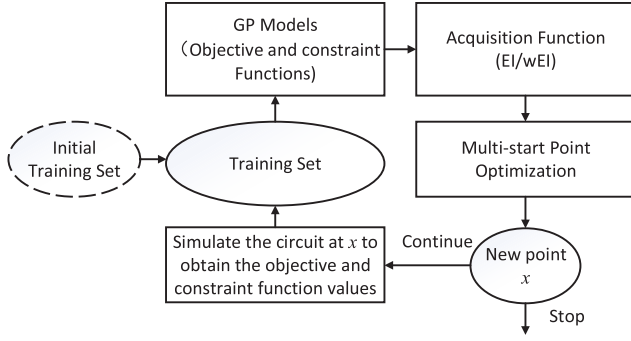 GP Models
（Objective and constraint
Functions)
Acquisition Function
(EI/wEI)
Initial
Training Set
Training Set
Multi-start Point
Optimization
Simulate the circuit at x to
obtain the objective and
constraint function values
Continue
New point
x
Stop